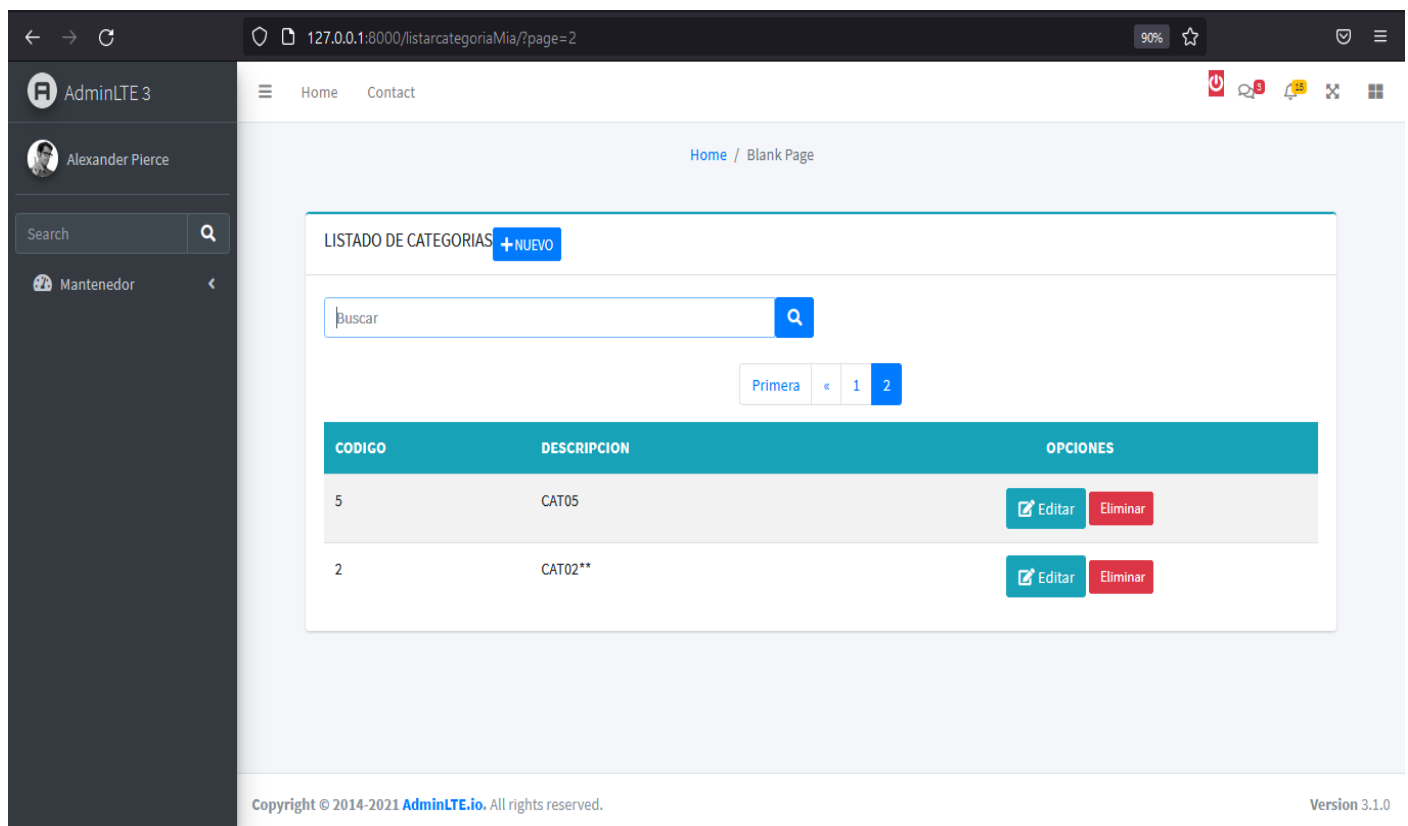 127.0.0.1:8000/listarcategoriaMia/?page=2 90%
AdminLTE 3
Home Contact 3 15
Alexander Pierce
Home / Blank Page
Search
Mantenedor
LISTADO DE CATEGORIAS +NUEVO
Buscar
Primera « 1 2
CODIGO DESCRIPCION OPCIONES
5 CAT05 Editar Eliminar
2 CAT02** Editar Eliminar
Copyright © 2014-2021 AdminLTE.io. All rights reserved. Version 3.1.0